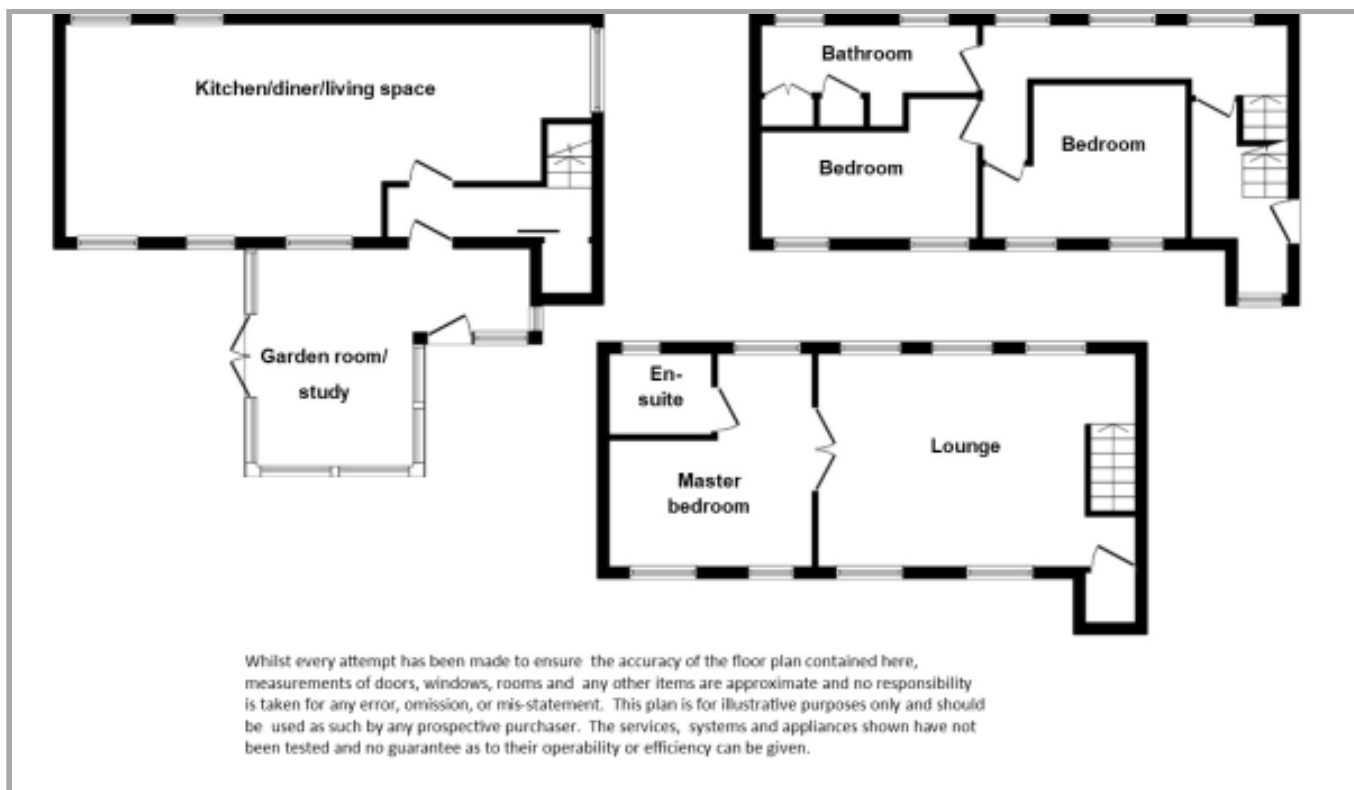 Kitchen/diner/living space
Bathroom
Bedroom
Bedroom
Garden room/
study
En-
suite
Master
bedroom
Lounge
Whilst every attempt has been made to ensure the accuracy of the floor plan contained here,
measurements of doors, windows, rooms and any other items are approximate and no responsibility
is taken for any error, omission, or mis-statement. This plan is for illustrative purposes only and should
be used as such by any prospective purchaser. The services, systems and appliances shown have not
been tested and no guarantee as to their operability or efficiency can be given.